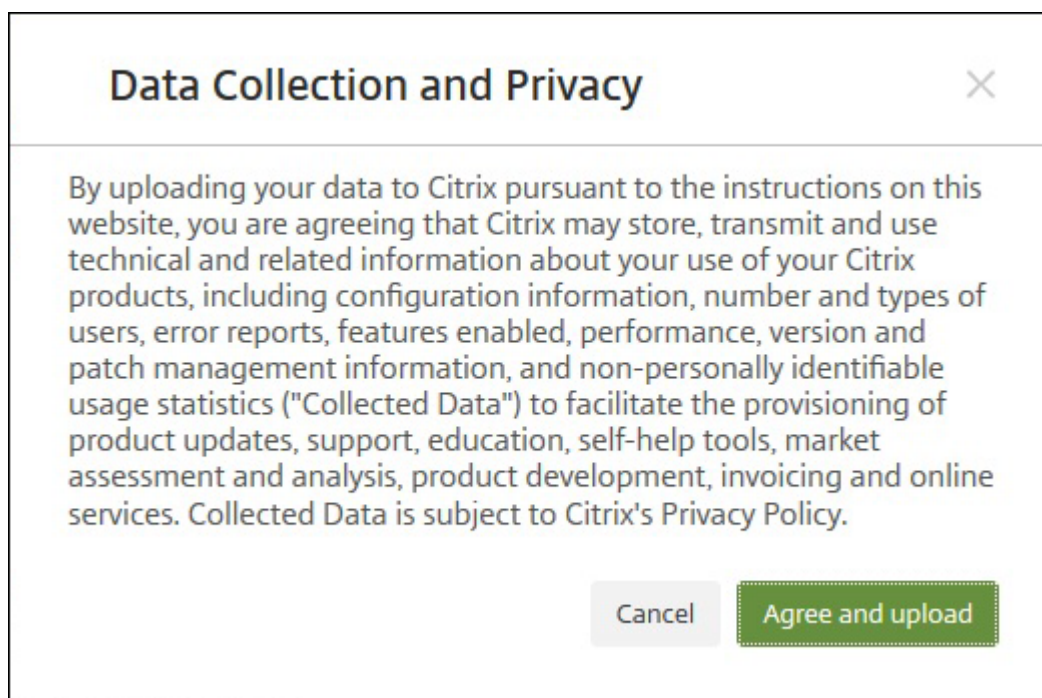 Data Collection and Privacy
By uploading your data to Citrix pursuant to the instructions on this
website, you are agreeing that Citrix may store, transmit and use
technical and related information about your use of your Citrix
products, including configuration information, number and types of
users, error reports, features enabled, performance, version and
patch management information, and non-personally identifiable
usage statistics ("Collected Data") to facilitate the provisioning of
product updates, support, education, self-help tools, market
assessment and analysis, product development, invoicing and online
services. Collected Data is subject to Citrix's Privacy Policy.
Cancel Agree and upload